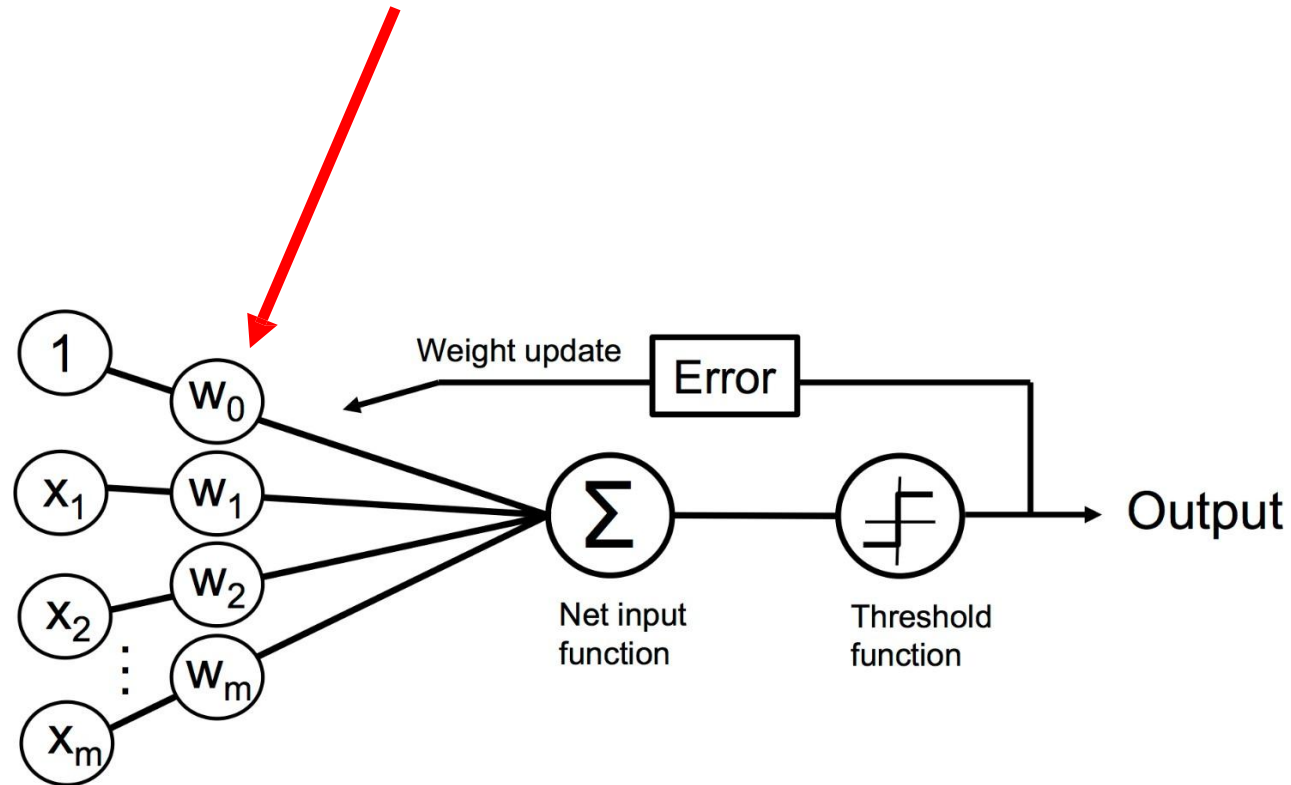 1
w₀
Weight update
Error
x₁
w₁
Σ
Output
x₂
w₂
⋮
xₘ
wₘ
Net input
function
Threshold
function